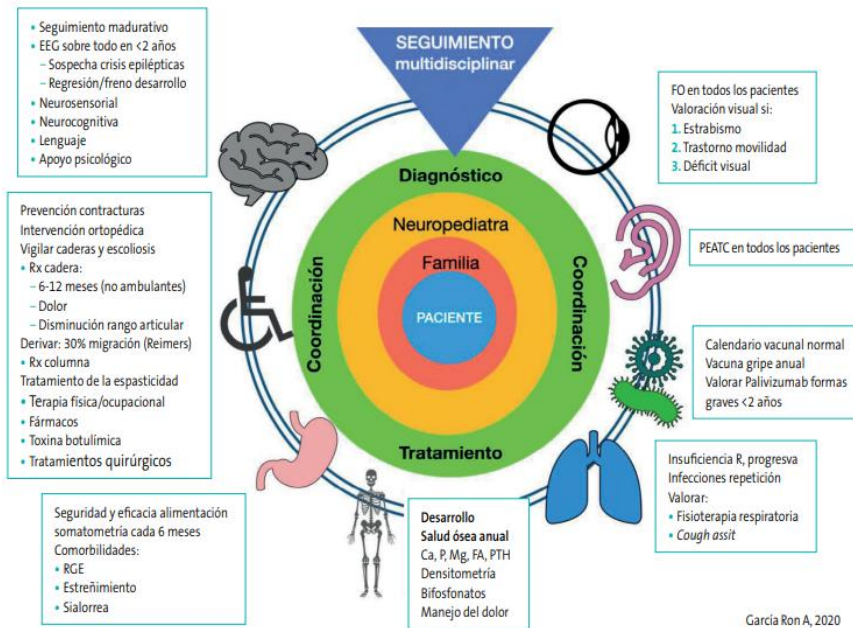 • Seguimiento madurativo
• EEG sobre todo en <2 años
– Sospecha crisis epilépticas
– Regresión/freno desarrollo
• Neurosensorial
• Neurocognitiva
• Lenguaje
• Apoyo psicológico
SEGUIMIENTO
multidisciplinar
FO en todos los pacientes
Valoración visual si:
1. Estrabismo
2. Trastorno movilidad
3. Déficit visual
Diagnóstico
Neuropediatra
Familia
PACIENTE
Coordinación
Coordinación
Tratamiento
Prevención contracturas
Intervención ortopédica
Vigilar caderas y escoliosis
• Rx cadera:
– 6-12 meses (no ambulantes)
– Dolor
– Disminución rango articular
Derivar: 30% migración (Reimers)
• Rx columna
Tratamiento de la espasticidad
• Terapia física/ocupacional
• Fármacos
• Toxina botulímica
• Tratamientos quirúrgicos
PEATC en todos los pacientes
Calendario vacunal normal
Vacuna gripe anual
Valorar Palivizumab formas
graves <2 años
Insuficiencia R, progresva
Infecciones repetición
Valorar:
• Fisioterapia respiratoria
• Cough assit
Seguridad y eficacia alimentación
somatometría cada 6 meses
Comorbilidades:
• RGE
• Estreñimiento
• Sialorrea
Desarrollo
Salud ósea anual
Ca, P, Mg, FA, PTH
Densitometría
Bifosfonatos
Manejo del dolor
García Ron A, 2020